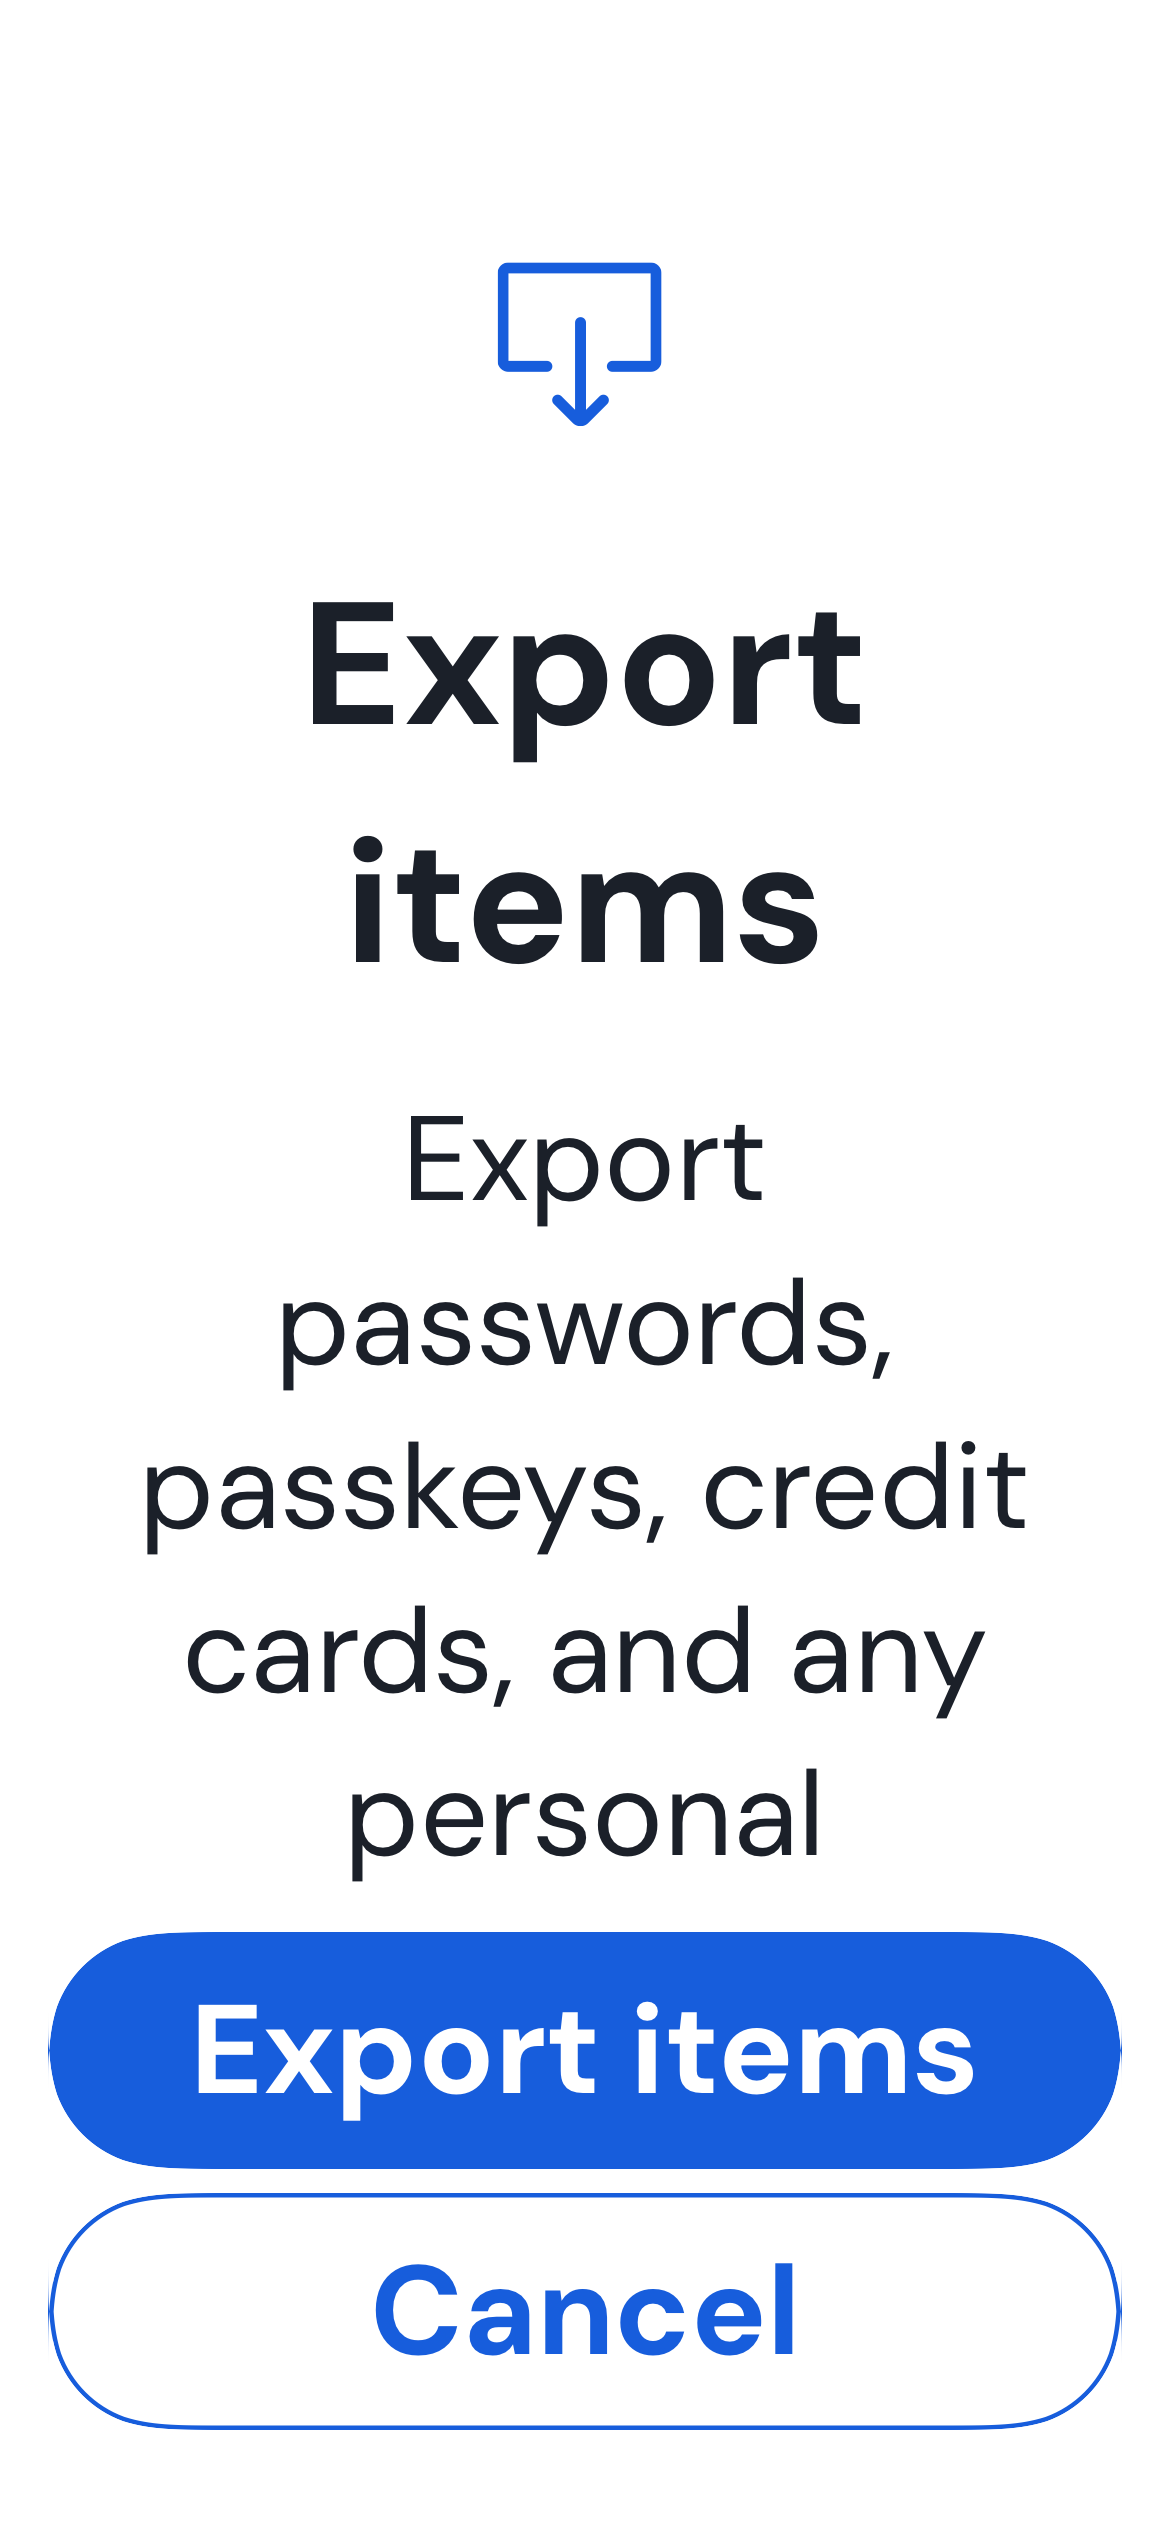 Export
items
Export
passwords,
passkeys, credit
cards, and any
personal
Export items
Cancel